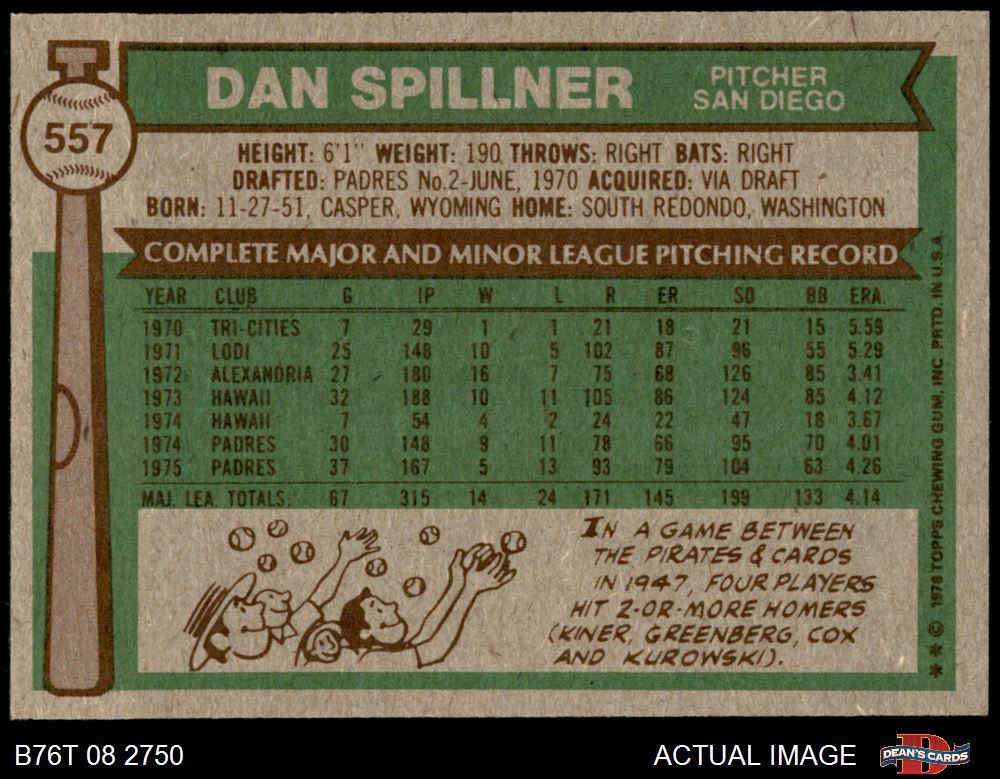 557
DAN SPILLNER
PITCHER
SAN DIEGO
HEIGHT: 6'1" WEIGHT: 190 THROWS: RIGHT BATS: RIGHT
DRAFTED: PADRES No.2-JUNE, 1970 ACQUIRED: VIA DRAFT
BORN: 11-27-51, CASPER, WYOMING HOME: SOUTH REDONDO, WASHINGTON
COMPLETE MAJOR AND MINOR LEAGUE PITCHING RECORD
YEAR CLUB G IP W L R ER SO BB ERA
1970 TRI-CITIES 7 29 1 1 21 18 21 15 5.59
1971 LODI 25 148 10 5 102 87 96 55 5.29
1972 ALEXANDRIA 27 180 16 7 75 68 126 85 3.41
1973 HAWAII 32 188 10 11 105 86 124 85 4.12
1974 HAWAII 7 54 4 2 24 22 47 18 3.67
1974 PADRES 30 148 9 11 78 66 95 70 4.01
1975 PADRES 37 167 5 13 93 79 104 63 4.26
MAJ. LEA. TOTALS: 67 315 14 24 171 145 199 133 4.14
IN A GAME BETWEEN
THE PIRATES & CARDS
IN 1947, FOUR PLAYERS
HIT 2-OR-MORE HOMERS
(KINER, GREENBERG, COX
AND KUROWSKI).
** © 1976 TOPPS CHEWING GUM, INC PRTD. IN U.S.A.
B76T 08 2750
ACTUAL IMAGE
DEAN'S CARDS